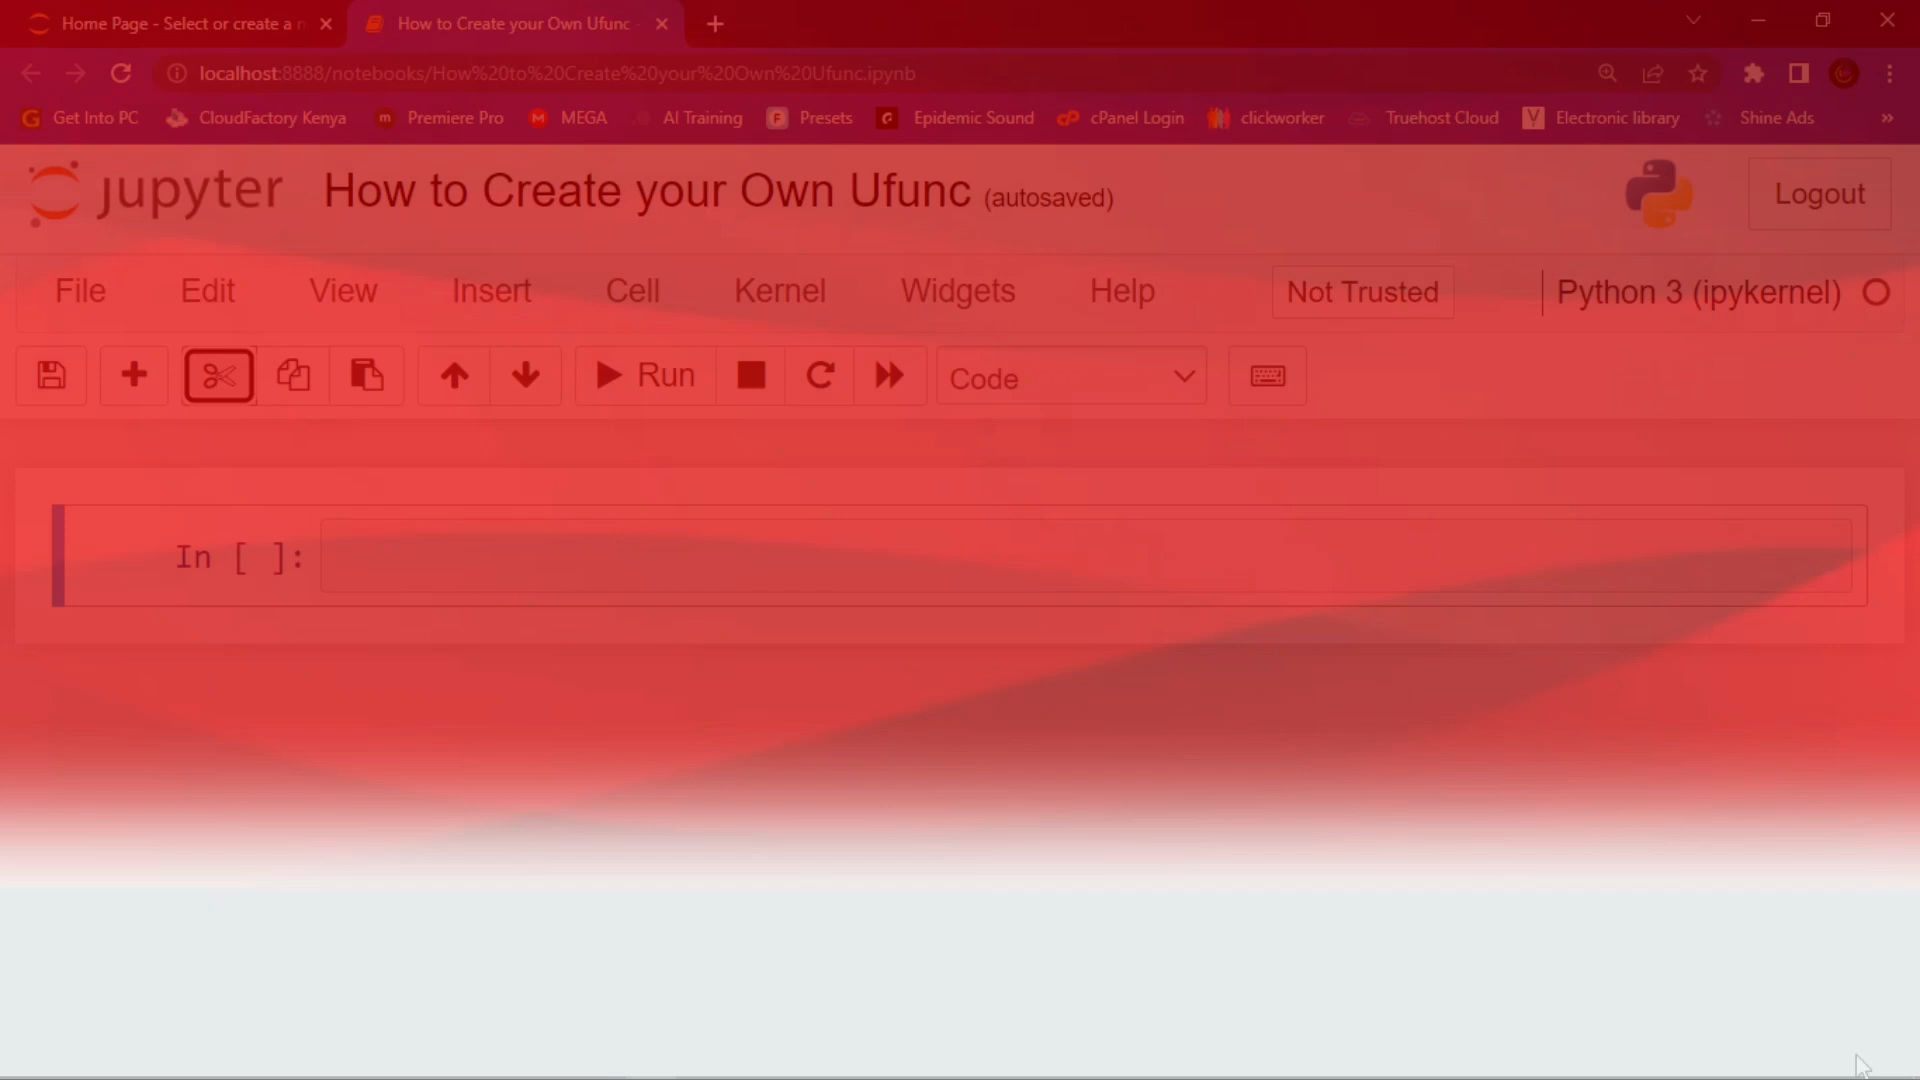 Home Page - Select or create a n
How to Create your Own Ufunc
localhost:8888/notebooks/How%20to%20Create%20your%20Own%20Ufunc.ipynb
Get Into PC CloudFactory Kenya Premiere Pro MEGA AI Training Presets Epidemic Sound cPanel Login clickworker Truehost Cloud Electronic library Shine Ads »
jupyter How to Create your Own Ufunc (autosaved) Logout
File Edit View Insert Cell Kernel Widgets Help Not Trusted Python 3 (ipykernel)
Run Code
In [ ]: